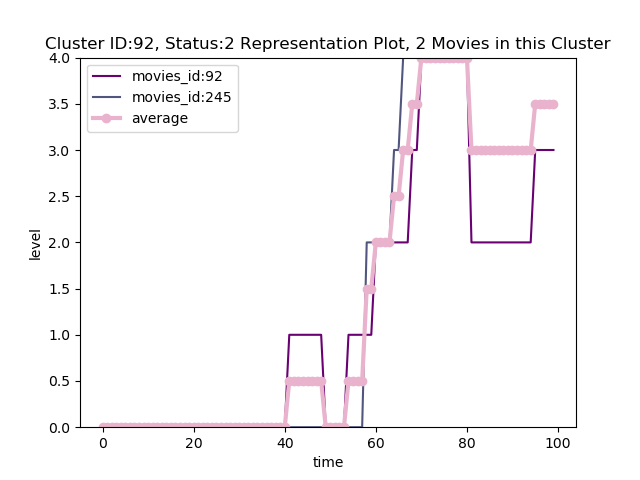 Cluster ID:92, Status:2 Representation Plot, 2 Movies in this Cluster
movies_id:92
movies_id:245
average
level
4.0
3.5
3.0
2.5
2.0
1.5
1.0
0.5
0.0
0 20 40 60 80 100
time